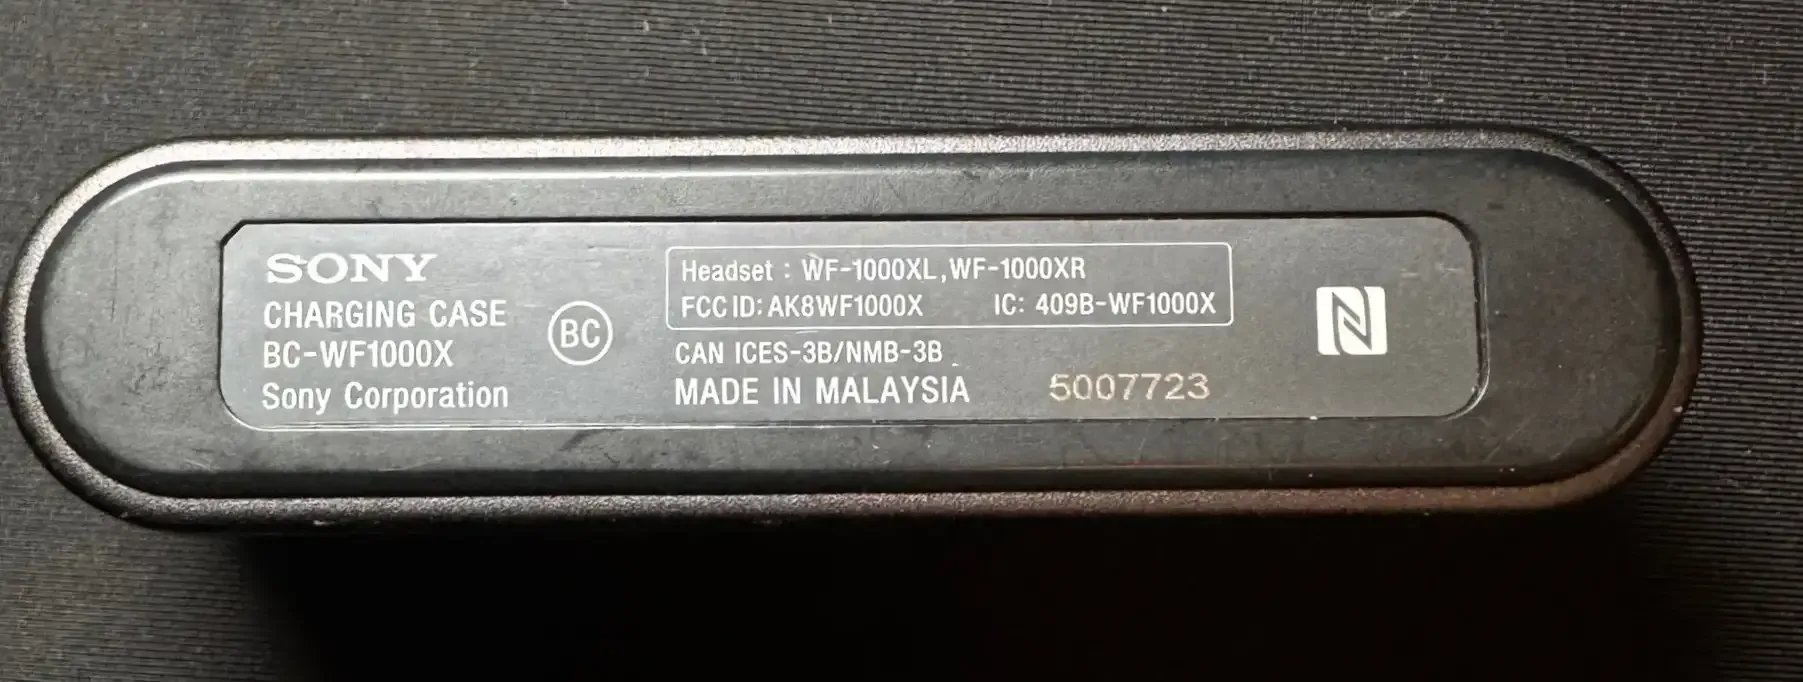 SONY
CHARGING CASE
BC-WF1000X
Sony Corporation
BC
Headset : WF-1000XL,WF-1000XR
FCC ID: AK8WF1000X IC: 409B-WF1000X
CAN ICES-3B/NMB-3B
MADE IN MALAYSIA 5007723